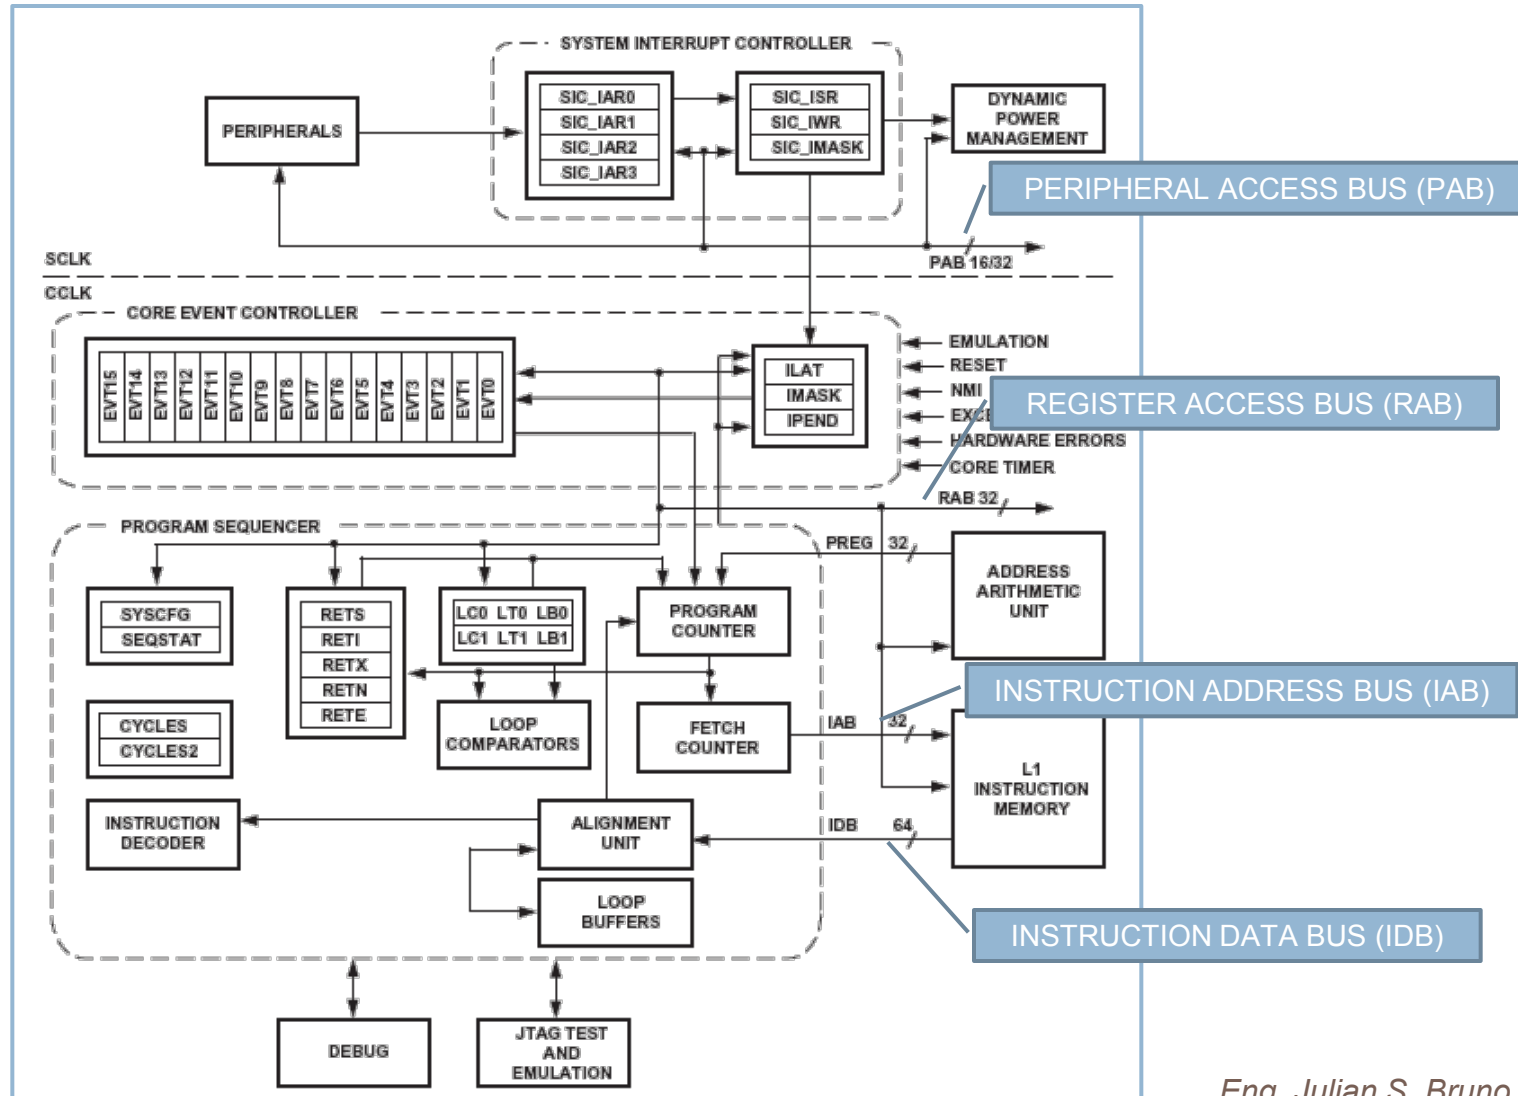 SYSTEM INTERRUPT CONTROLLER
PERIPHERALS
SIC_IAR0
SIC_IAR1
SIC_IAR2
SIC_IAR3
SIC_ISR
SIC_IWR
SIC_IMASK
DYNAMIC
POWER
MANAGEMENT
PERIPHERAL ACCESS BUS (PAB)
PAB 16/32
SCLK
CCLK
CORE EVENT CONTROLLER
EVT15
EVT14
EVT13
EVT12
EVT11
EVT10
EVT9
EVT8
EVT7
EVT6
EVT5
EVT4
EVT3
EVT2
EVT1
EVT0
ILAT
IMASK
IPEND
EMULATION
RESET
NMI
REGISTER ACCESS BUS (RAB)
HARDWARE ERRORS
CORE TIMER
RAB 32
PROGRAM SEQUENCER
PREG 32
SYSCFG
SEQSTAT
RETS
RETI
RETX
RETN
RETE
LC0 LT0 LB0
LC1 LT1 LB1
PROGRAM
COUNTER
ADDRESS
ARITHMETIC
UNIT
INSTRUCTION ADDRESS BUS (IAB)
CYCLES
CYCLES2
LOOP
COMPARATORS
FETCH
COUNTER
IAB 32
L1
INSTRUCTION
MEMORY
INSTRUCTION
DECODER
ALIGNMENT
UNIT
IDB 64
LOOP
BUFFERS
INSTRUCTION DATA BUS (IDB)
DEBUG
JTAG TEST
AND
EMULATION
Eng. Julian S. Bruno